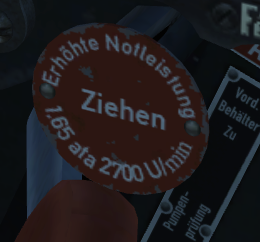 Erhöhte Notleistung
Ziehen
1.65 ata 2700 U/min
Vord.
Behälter
Zu
Pumpen-
prüfung